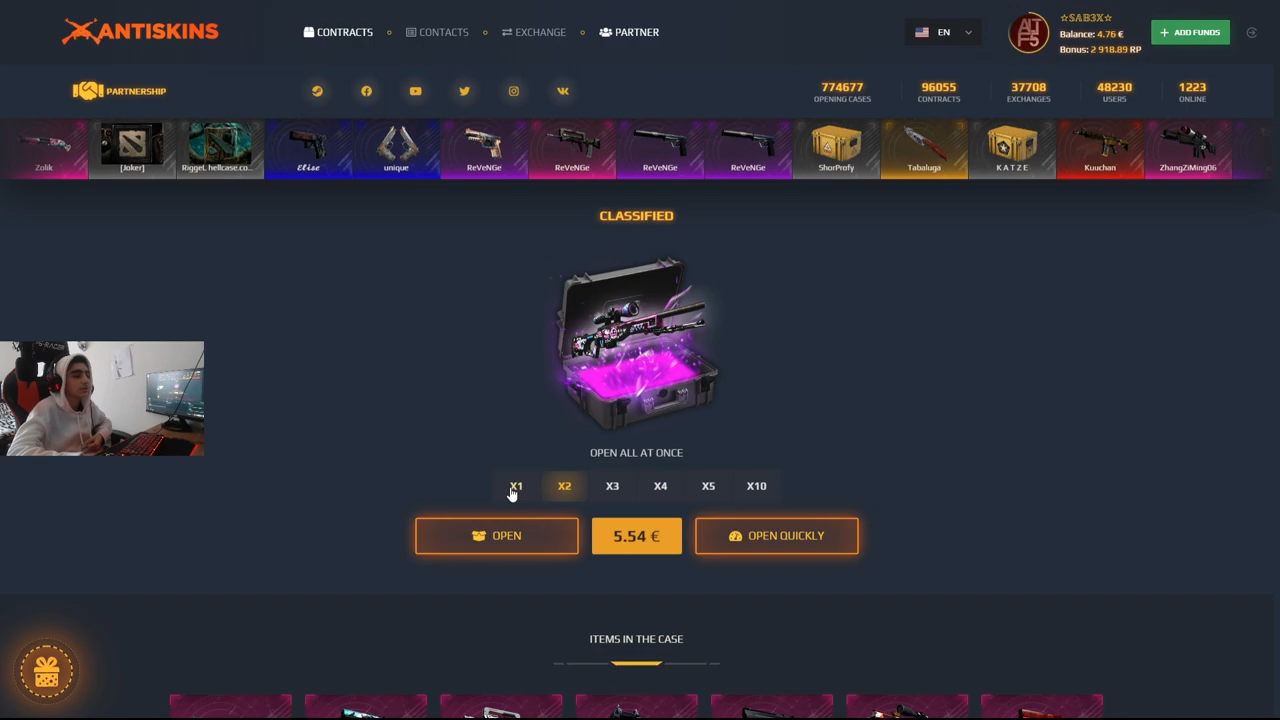 ANTISKINS
CONTRACTS
CONTACTS
EXCHANGE
PARTNER
EN
☆SAB3X☆
Balance: 4.76 €
Bonus: 2 918.89 RP
+ ADD FUNDS
PARTNERSHIP
774677
OPENING CASES
96055
CONTRACTS
37708
EXCHANGES
48230
USERS
1223
ONLINE
Zolik
[Joker]
RiggeL hellcase.co...
Elise
unique
ReVeNGe
ReVeNGe
ReVeNGe
ReVeNGe
ShorProfy
Tabaluga
K A T Z E
Kuuchan
ZhangZiMing06
CLASSIFIED
OPEN ALL AT ONCE
X1
X2
X3
X4
X5
X10
OPEN
5.54 €
OPEN QUICKLY
ITEMS IN THE CASE